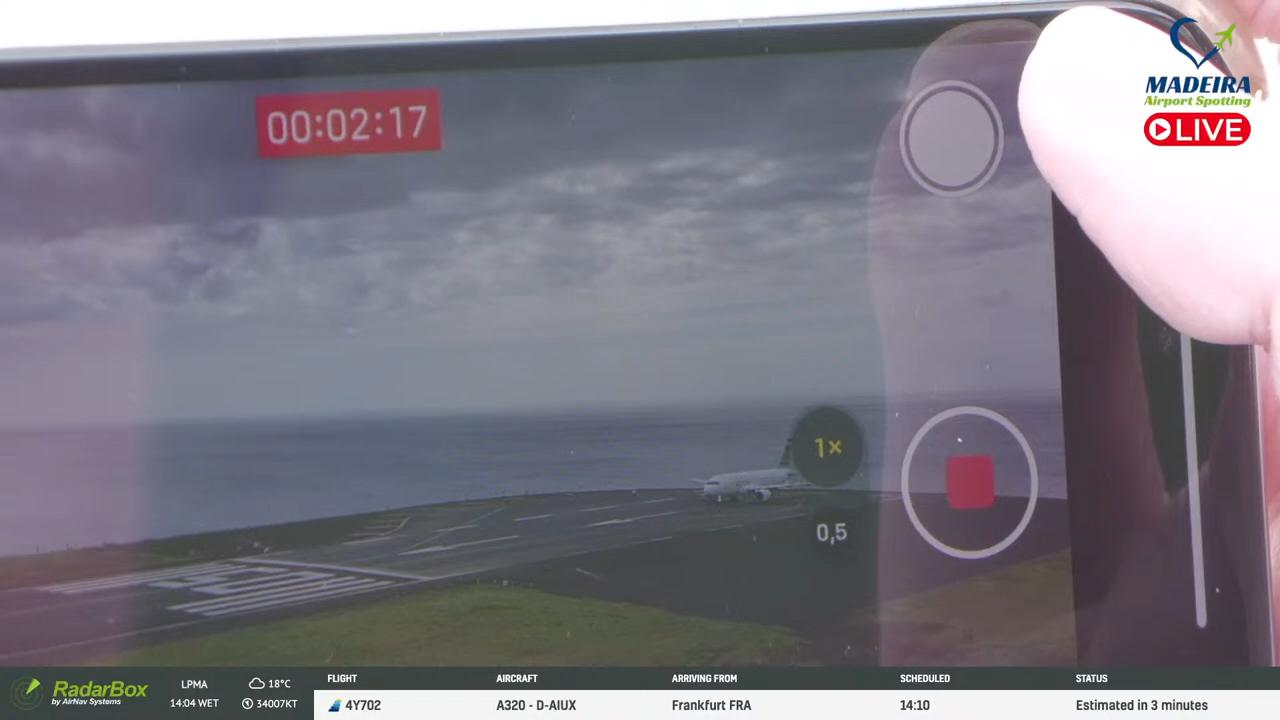 00:02:17
MADEIRA
Airport Spotting
LIVE
1×
0,5
RadarBox
by AirNav Systems
LPMA
14:04 WET
18°C
34007KT
FLIGHT
4Y702
AIRCRAFT
A320 - D-AIUX
ARRIVING FROM
Frankfurt FRA
SCHEDULED
14:10
STATUS
Estimated in 3 minutes